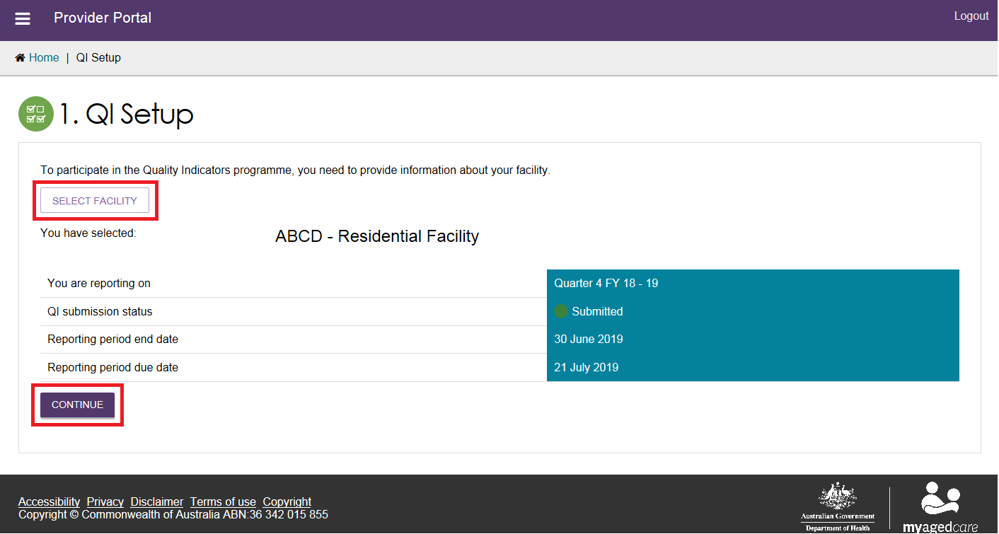 Provider Portal
Logout
Home | QI Setup
1. QI Setup
To participate in the Quality Indicators programme, you need to provide information about your facility.
SELECT FACILITY
You have selected:
ABCD - Residential Facility
You are reporting on
Quarter 4 FY 18 - 19
QI submission status
Submitted
Reporting period end date
30 June 2019
Reporting period due date
21 July 2019
CONTINUE
Accessibility Privacy Disclaimer Terms of use Copyright
Copyright © Commonwealth of Australia ABN:36 342 015 855
Australian Government
Department of Health
myagedcare